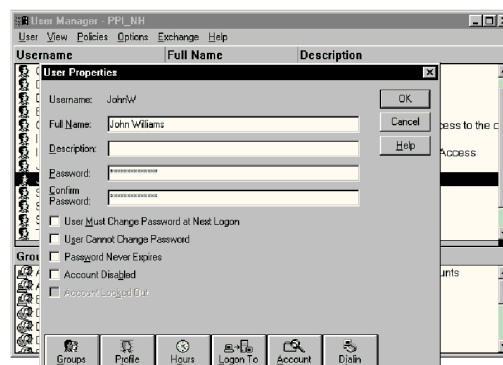 User Manager - PPI_NH
User View Policies Options Exchange Help
Username Full Name Description
User Properties
Username: JohnW
OK
Full Name: John Williams
Cancel
cess to the c
Description:
Help
Access
Password: **************
Confirm Password: **************
User Must Change Password at Next Logon
User Cannot Change Password
Password Never Expires
Grou
Account Disabled
unts
Account Locked Out
Groups Profile Hours Logon To Account Dialin